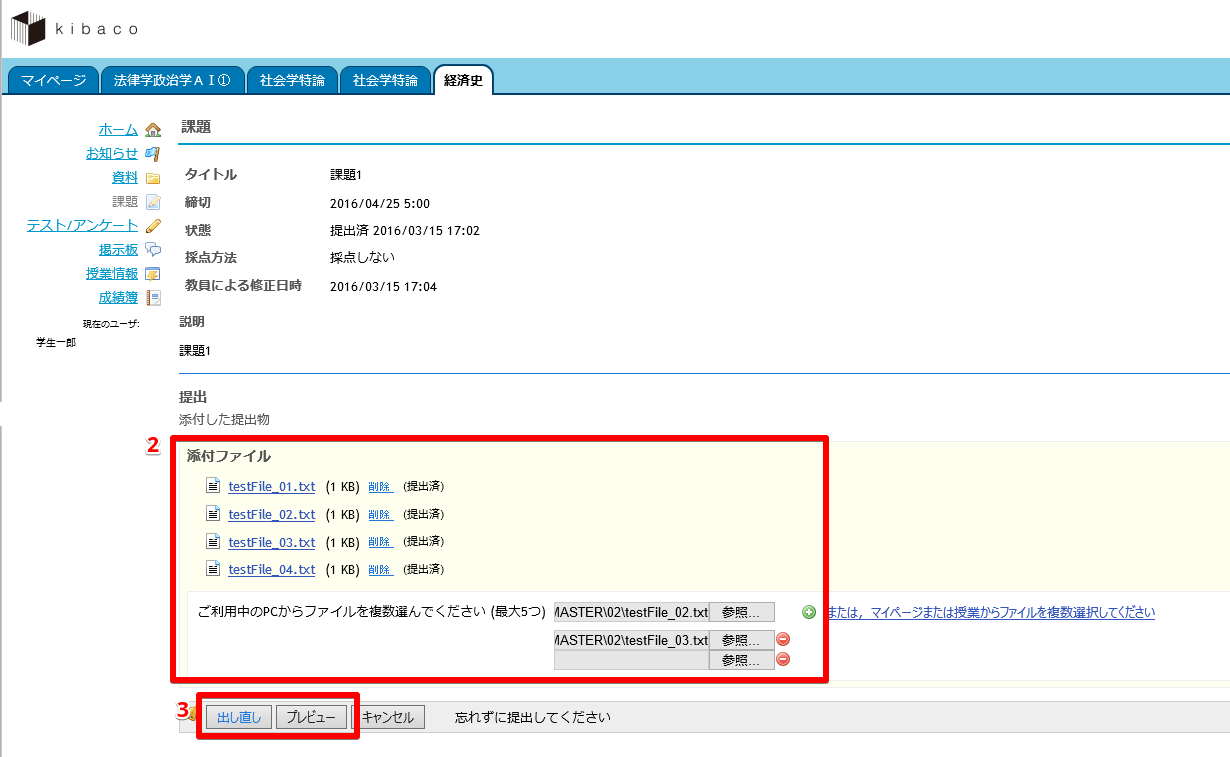 kibaco
マイページ 法律学政治学ＡⅠ① 社会学特論 社会学特論 経済史
ホーム
お知らせ
資料
課題
テスト/アンケート
掲示板
授業情報
成績簿
現在のユーザ:
学生一郎
課題
タイトル 課題1
締切 2016/04/25 5:00
状態 提出済 2016/03/15 17:02
採点方法 採点しない
教員による修正日時 2016/03/15 17:04
説明
課題1
提出
添付した提出物
2
添付ファイル
testFile_01.txt (1 KB) 削除 (提出済)
testFile_02.txt (1 KB) 削除 (提出済)
testFile_03.txt (1 KB) 削除 (提出済)
testFile_04.txt (1 KB) 削除 (提出済)
ご利用中のPCからファイルを複数選んでください (最大5つ) MASTER\02\testFile_02.txt 参照... または，マイページまたは授業からファイルを複数選択してください
MASTER\02\testFile_03.txt 参照...
参照...
3
出し直し プレビュー キャンセル 忘れずに提出してください